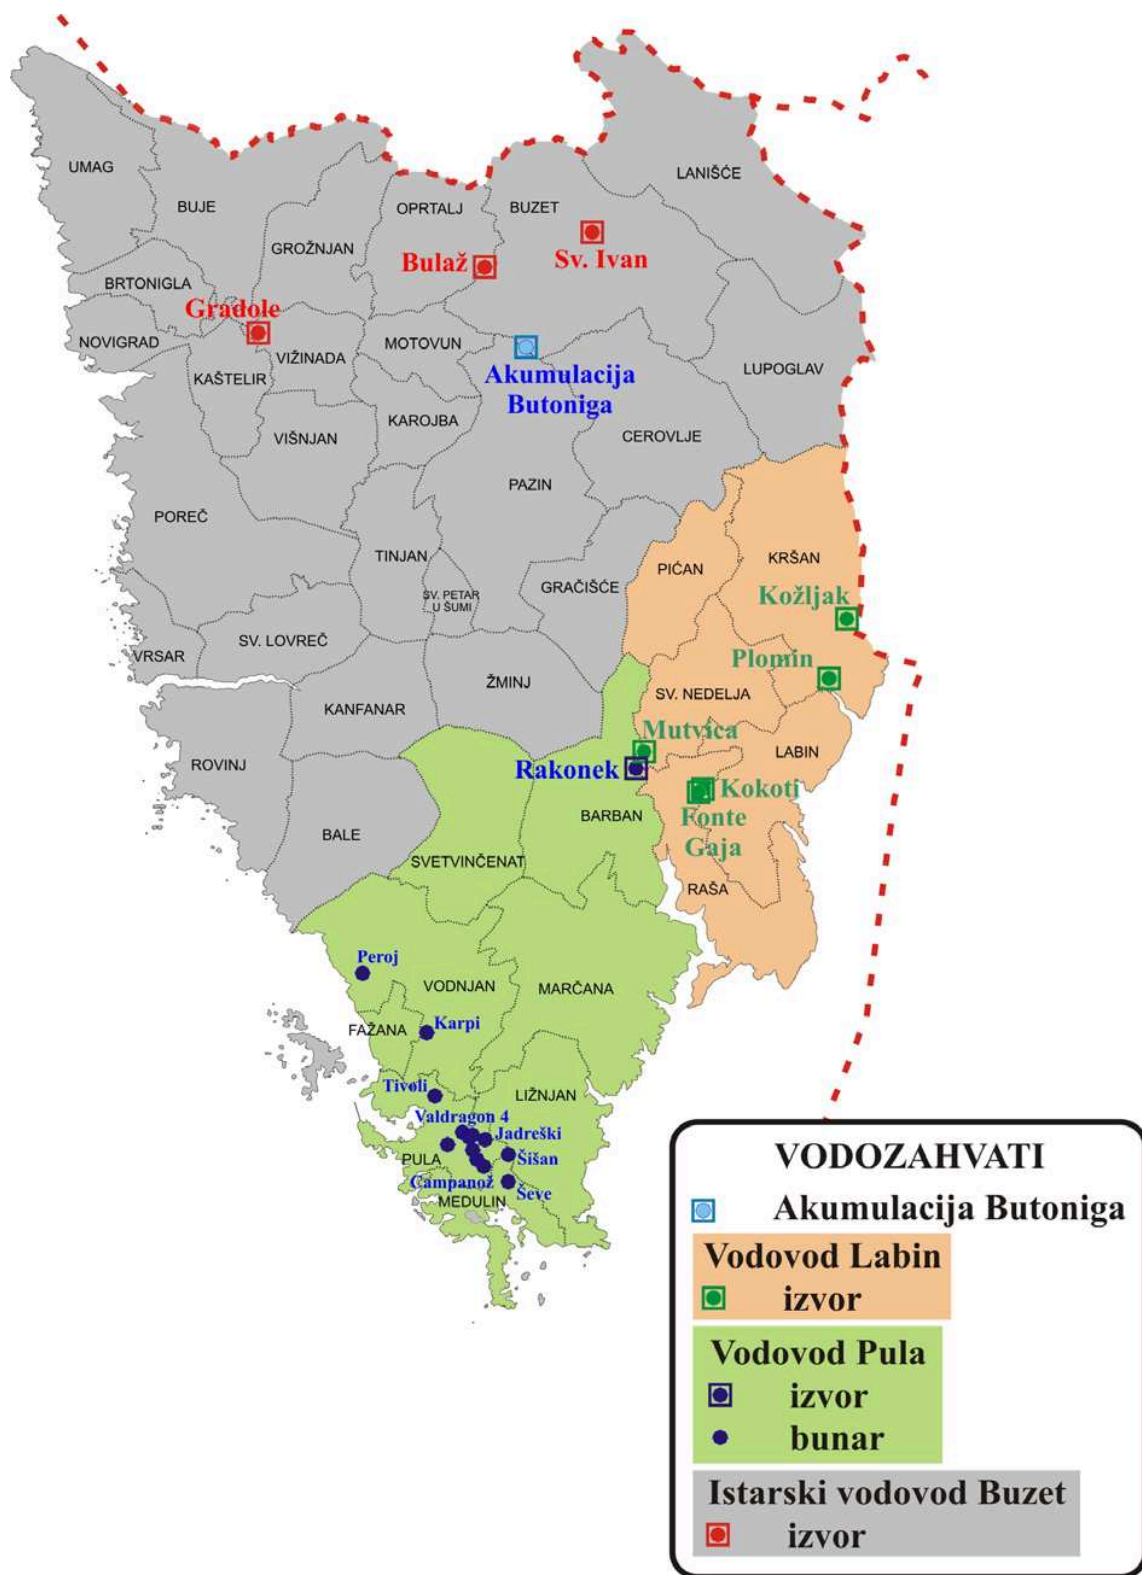 UMAG
BUJE
GROŽNJAN
OPRTALJ
BUZET
LANIŠĆE
Bulaž
Sv. Ivan
BRTONIGLA
Gradole
NOVIGRAD
VIŽINADA
MOTOVUN
KAŠTELIR
Akumulacija
Butoniga
LUPOGLAV
KAROJBA
VIŠNJAN
CEROVLJE
PAZIN
POREČ
TINJAN
SV. PETAR
U ŠUMI
GRAČIŠĆE
PIĆAN
KRŠAN
Kožljak
SV. LOVREČ
VRSAR
Plomin
ŽMINJ
SV. NEDELJA
KANFANAR
Mutvica
LABIN
ROVINJ
Rakonek
Kokoti
BALE
BARBAN
Fonte
Gaja
SVETVINČENAT
RAŠA
Peroj
VODNJAN
MARČANA
FAŽANA
Karpi
Tivoli
LIŽNJAN
Valdragon 4
Jadreški
PULA
Šišan
Campanož
Ševe
MEDULIN
VODOZAHVATI
Akumulacija Butoniga
Vodovod Labin
izvor
Vodovod Pula
izvor
bunar
Istarski vodovod Buzet
izvor